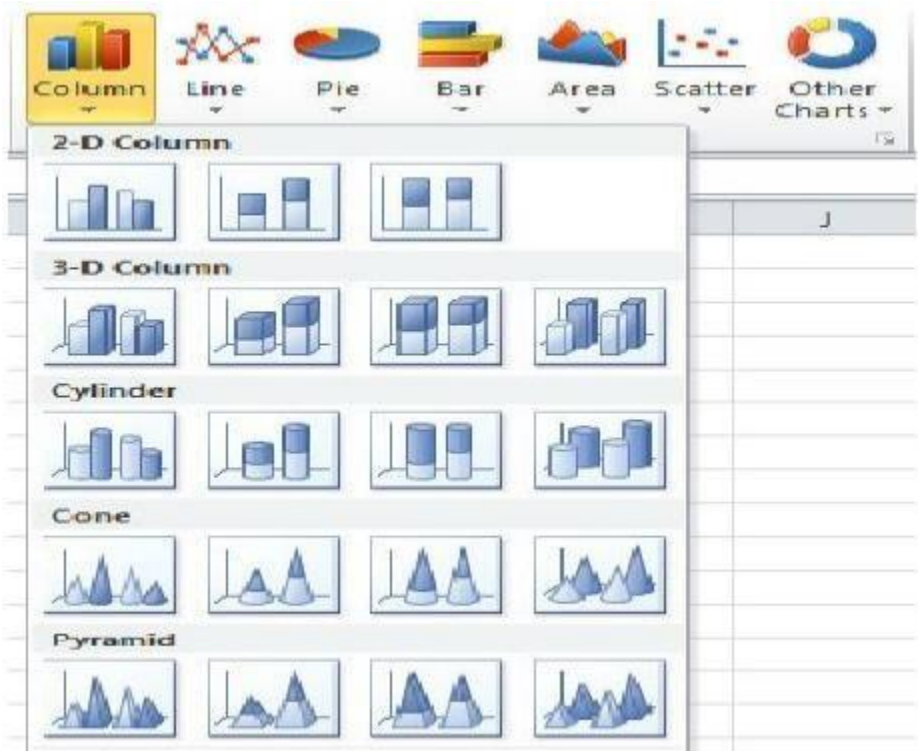 Column Line Pie Bar Area Scatter Other
Charts
2-D Column
J
3-D Column
Cylinder
Cone
Pyramid